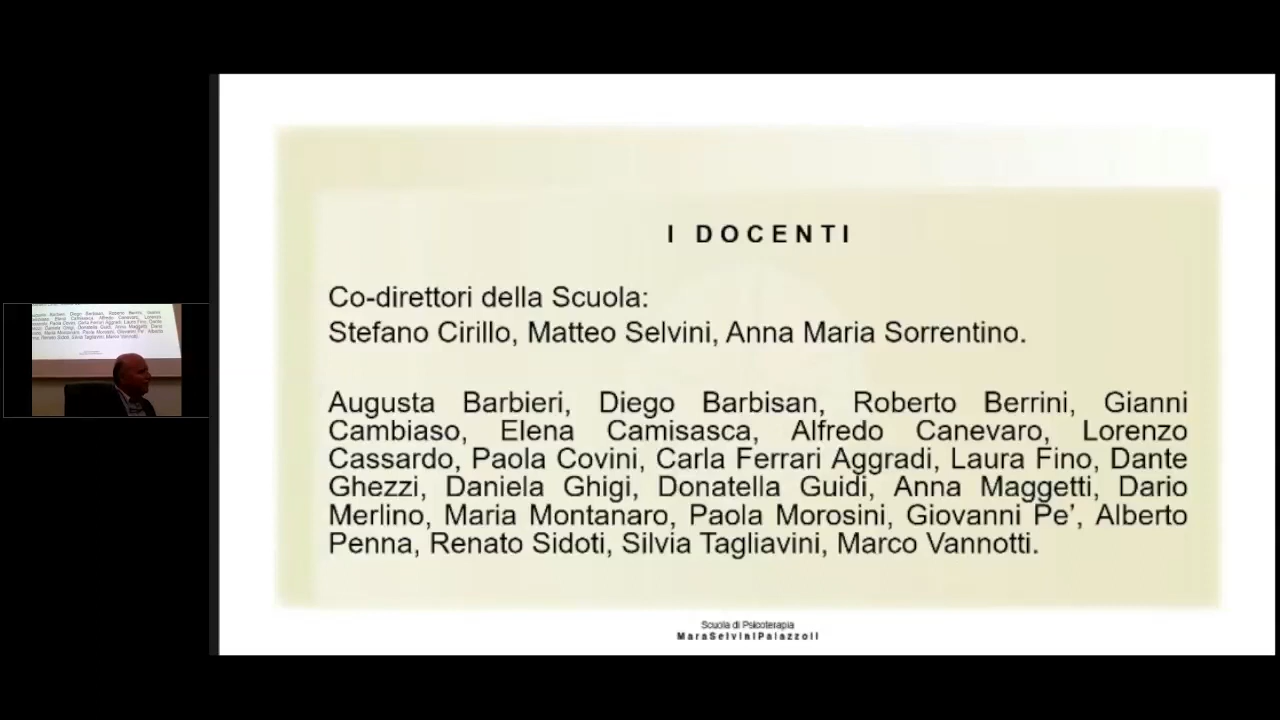 I DOCENTI
Co-direttori della Scuola:
Stefano Cirillo, Matteo Selvini, Anna Maria Sorrentino.
Augusta Barbieri, Diego Barbisan, Roberto Berrini, Gianni
Cambiaso, Elena Camisasca, Alfredo Canevaro, Lorenzo
Cassardo, Paola Covini, Carla Ferrari Aggradi, Laura Fino, Dante
Ghezzi, Daniela Ghigi, Donatella Guidi, Anna Maggetti, Dario
Merlino, Maria Montanaro, Paola Morosini, Giovanni Pe’, Alberto
Penna, Renato Sidoti, Silvia Tagliavini, Marco Vannotti.
Scuola di Psicoterapia
MaraSelviniPalazzoli